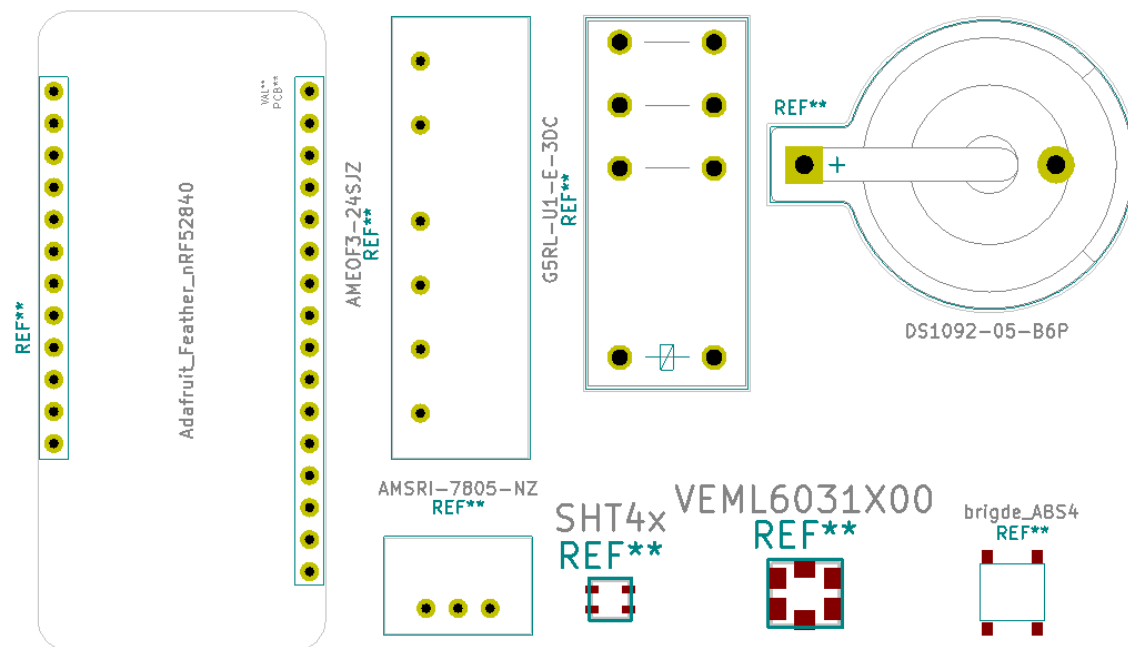 REF**
Adafruit_Feather_nRF52840
VAL**
PCB**
AME0F3-24SJZ
REF**
G5RL-U1-E-3DC
REF**
REF**
+
DS1092-05-B6P
AMSRI-7805-NZ
REF**
SHT4x
REF**
VEML6031X00
REF**
brigde_ABS4
REF**